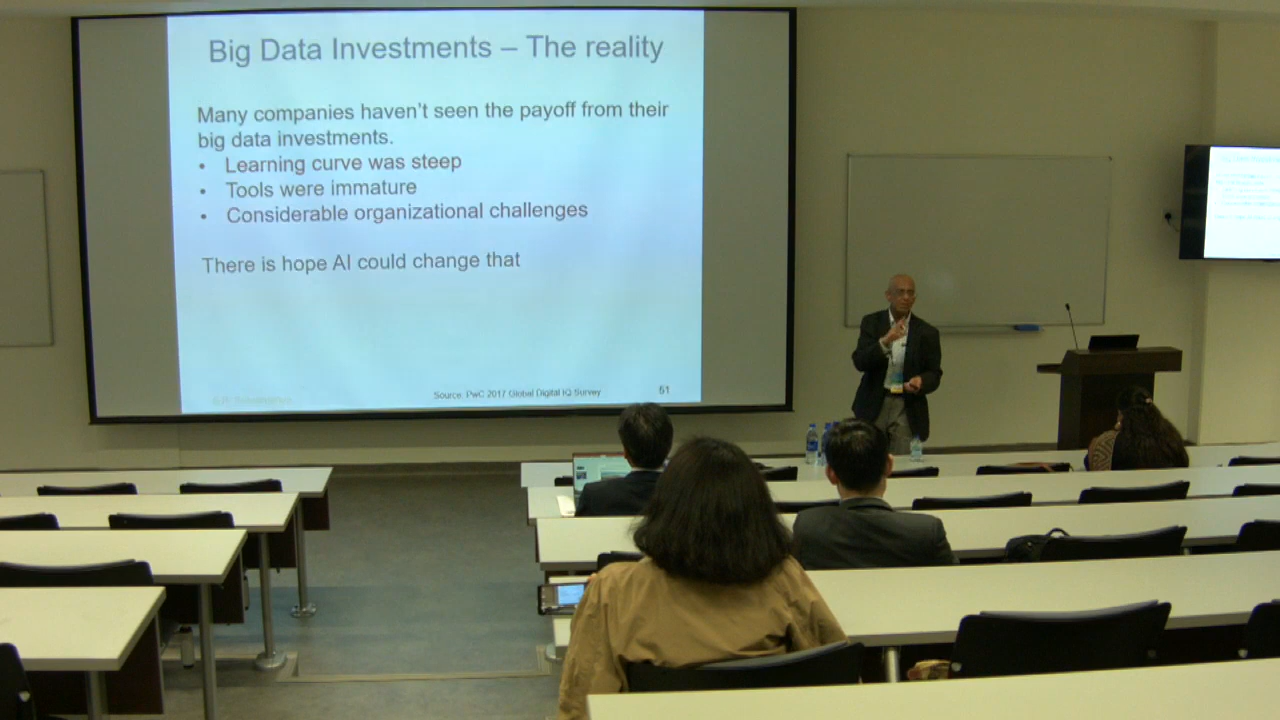 Big Data Investments – The reality
Many companies haven't seen the payoff from their
big data investments.
• Learning curve was steep
• Tools were immature
• Considerable organizational challenges
There is hope AI could change that
Source: PwC 2017 Global Digital IQ Survey
51